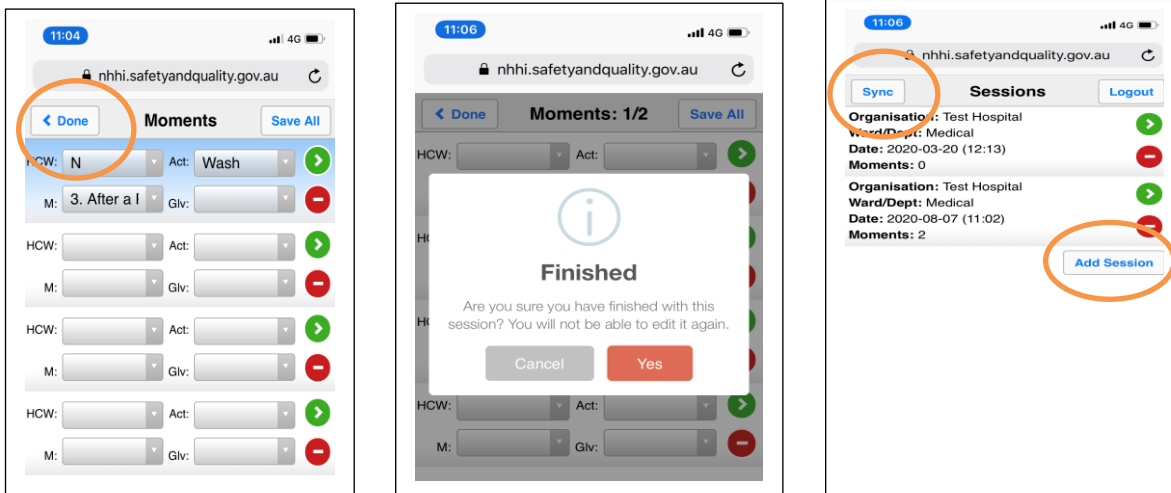 11:04 4G
nhhi.safetyandquality.gov.au
Done Moments Save All
HCW: N Act: Wash
M: 3. After a Glv:
HCW: Act:
M: Glv:
HCW: Act:
M: Glv:
HCW: Act:
M: Glv:
11:06 4G
nhhi.safetyandquality.gov.au
Done Moments: 1/2 Save All
HCW: Act:
Finished
Are you sure you have finished with this
session? You will not be able to edit it again.
Cancel Yes
HCW: Act:
M: Glv:
11:06 4G
nhhi.safetyandquality.gov.au
Sync Sessions Logout
Organisation: Test Hospital
Ward/Dept: Medical
Date: 2020-03-20 (12:13)
Moments: 0
Organisation: Test Hospital
Ward/Dept: Medical
Date: 2020-08-07 (11:02)
Moments: 2
Add Session